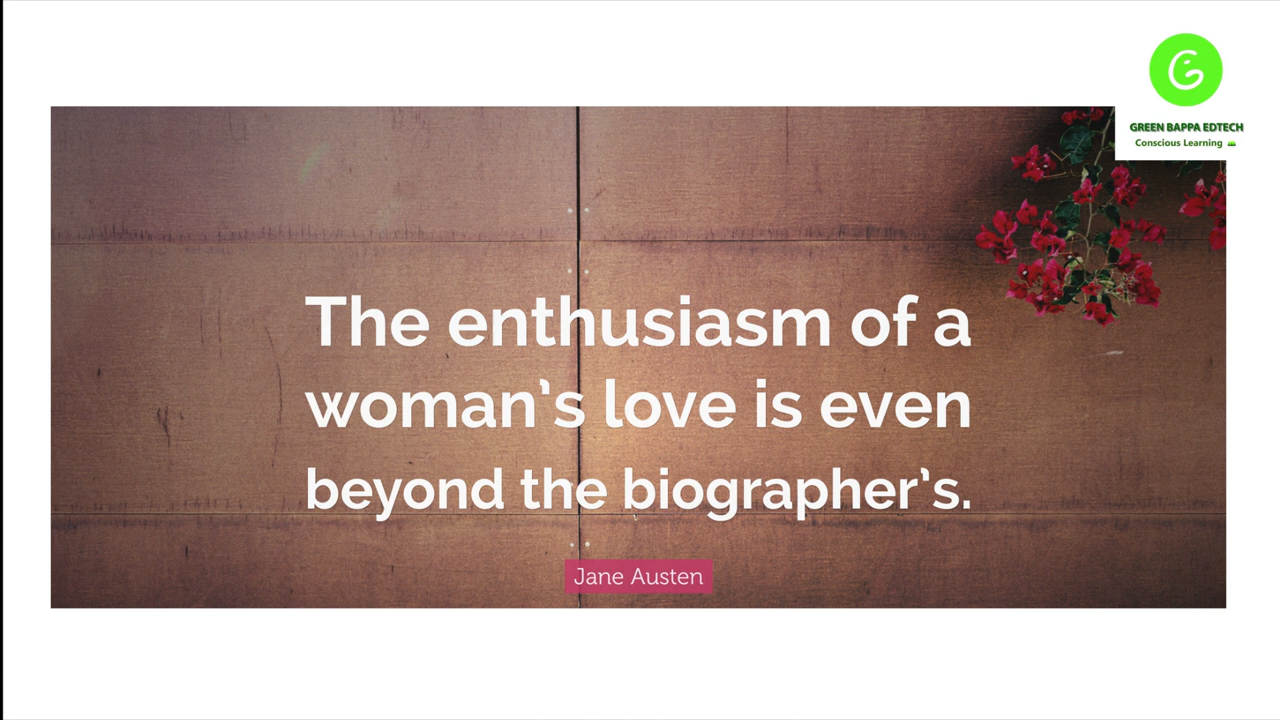 GREEN BAPPA EDTECH
Conscious Learning
The enthusiasm of a
woman’s love is even
beyond the biographer’s.
Jane Austen